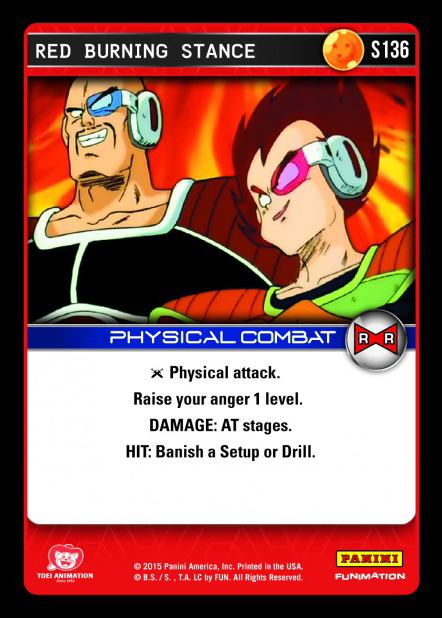 RED BURNING STANCE S136
PHYSICAL COMBAT R R
Physical attack.
Raise your anger 1 level.
DAMAGE: AT stages.
HIT: Banish a Setup or Drill.
TOEI ANIMATION
Since 1956
© 2015 Panini America, Inc. Printed in the USA.
© B.S. / S. , T.A. LC by FUN. All Rights Reserved.
PANINI
FUNIMATION